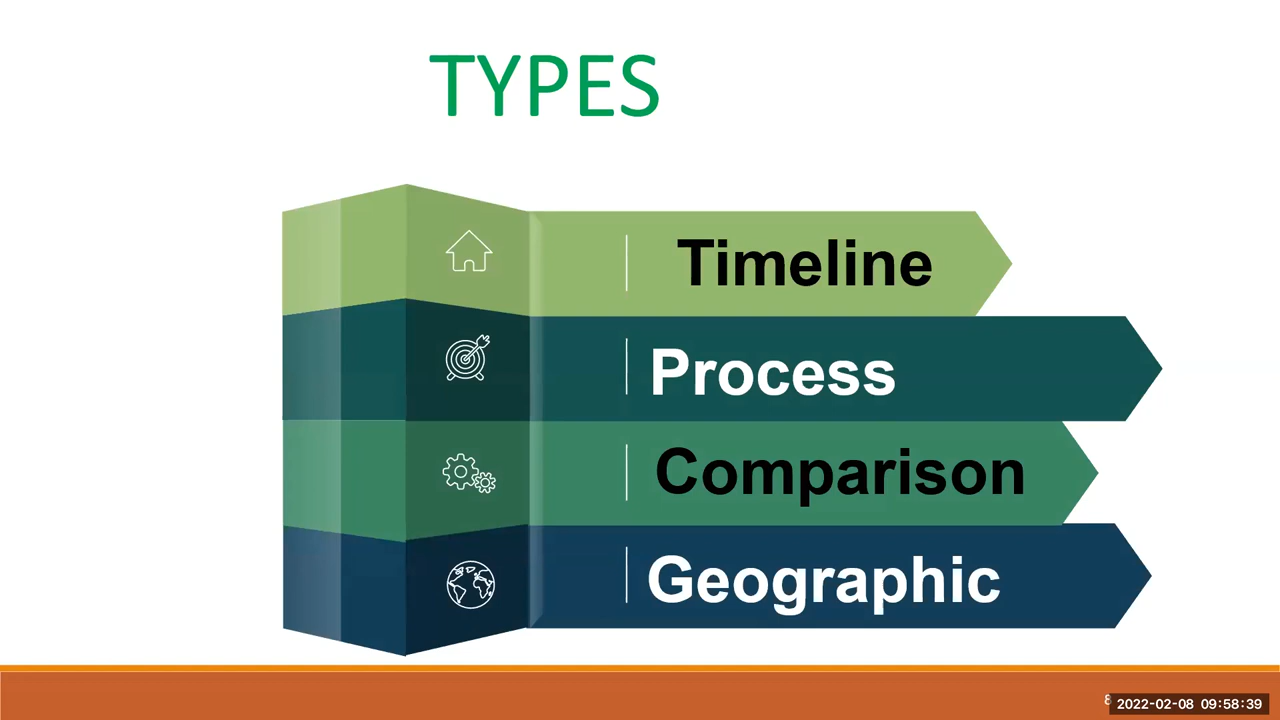 TYPES
Timeline
Process
Comparison
Geographic
2022-02-08 09:58:39